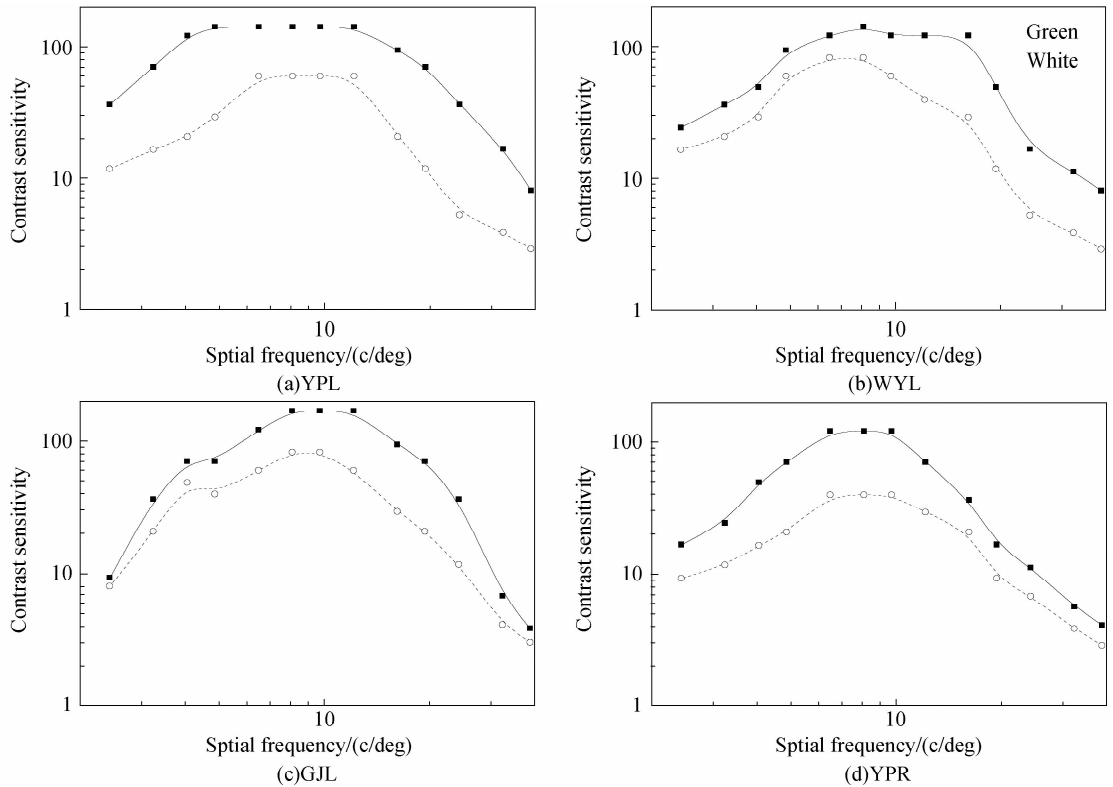 100
10
1
Contrast sensitivity
10
Sptial frequency/(c/deg)
(a)YPL
Green
White
100
10
1
Contrast sensitivity
10
Sptial frequency/(c/deg)
(b)WYL
100
10
1
Contrast sensitivity
10
Sptial frequency/(c/deg)
(c)GJL
100
10
1
Contrast sensitivity
10
Sptial frequency/(c/deg)
(d)YPR